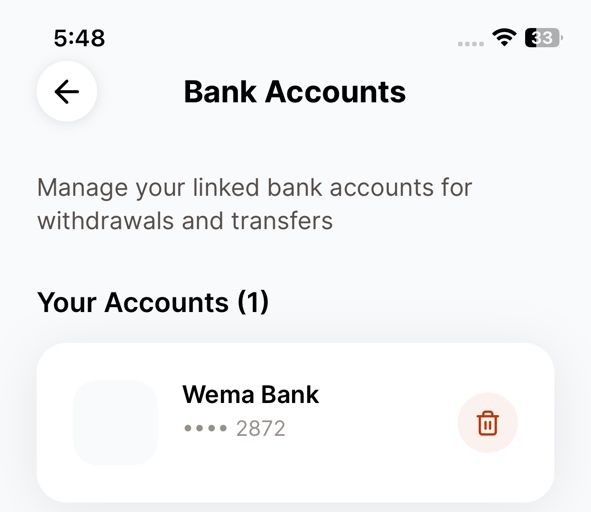 5:48
33
Bank Accounts
Manage your linked bank accounts for
withdrawals and transfers
Your Accounts (1)
Wema Bank
•••• 2872